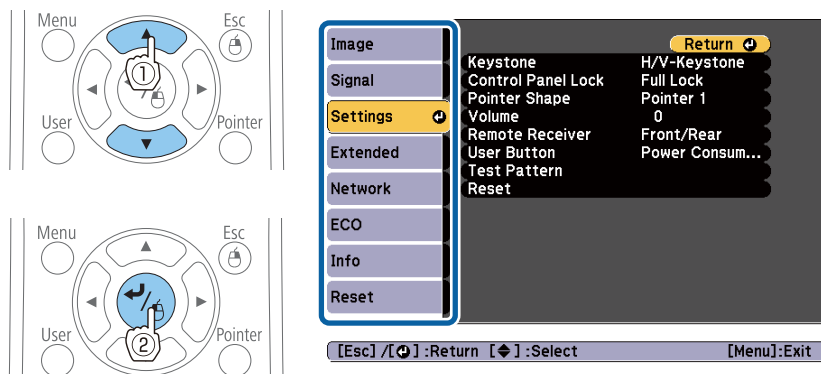 Menu
Esc
①
User
Pointer
Menu
Esc
②
User
Pointer
Image
Signal
Settings
Extended
Network
ECO
Info
Reset
Return
Keystone H/V-Keystone
Control Panel Lock Full Lock
Pointer Shape Pointer 1
Volume 0
Remote Receiver Front/Rear
User Button Power Consum...
Test Pattern
Reset
[Esc] /[⏎] :Return [◆] :Select [Menu]:Exit